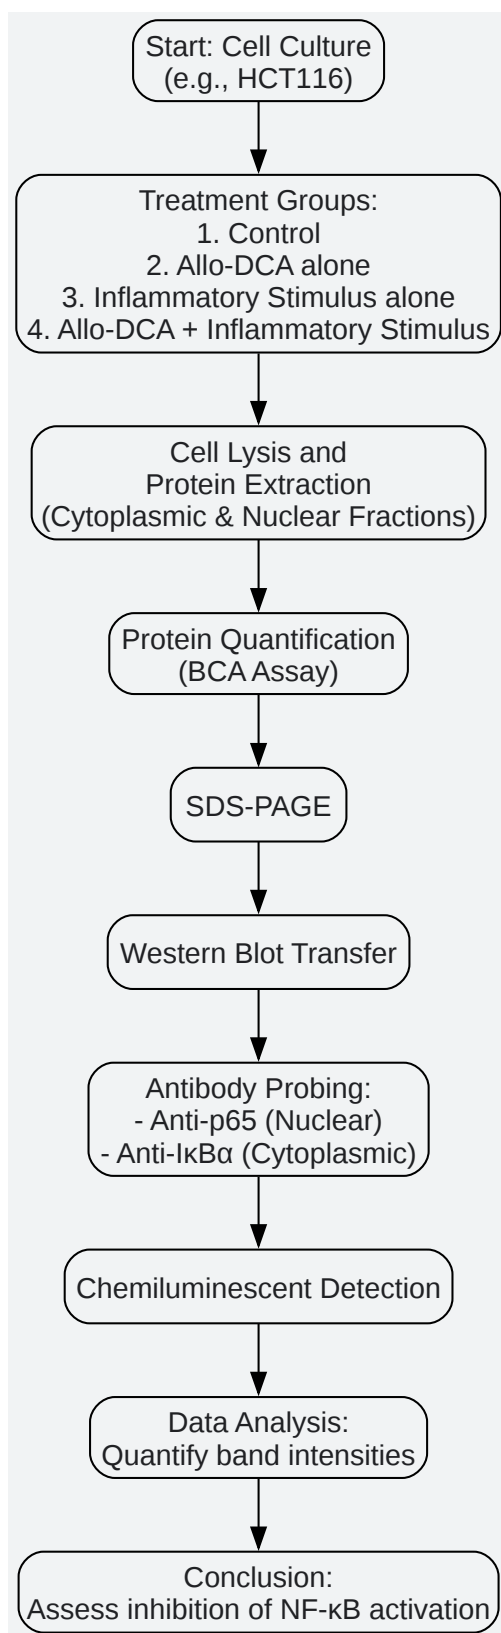 Start: Cell Culture
(e.g., HCT116)
Treatment Groups:
1. Control
2. Allo-DCA alone
3. Inflammatory Stimulus alone
4. Allo-DCA + Inflammatory Stimulus
Cell Lysis and
Protein Extraction
(Cytoplasmic & Nuclear Fractions)
Protein Quantification
(BCA Assay)
SDS-PAGE
Western Blot Transfer
Antibody Probing:
- Anti-p65 (Nuclear)
- Anti-IκBα (Cytoplasmic)
Chemiluminescent Detection
Data Analysis:
Quantify band intensities
Conclusion:
Assess inhibition of NF-κB activation